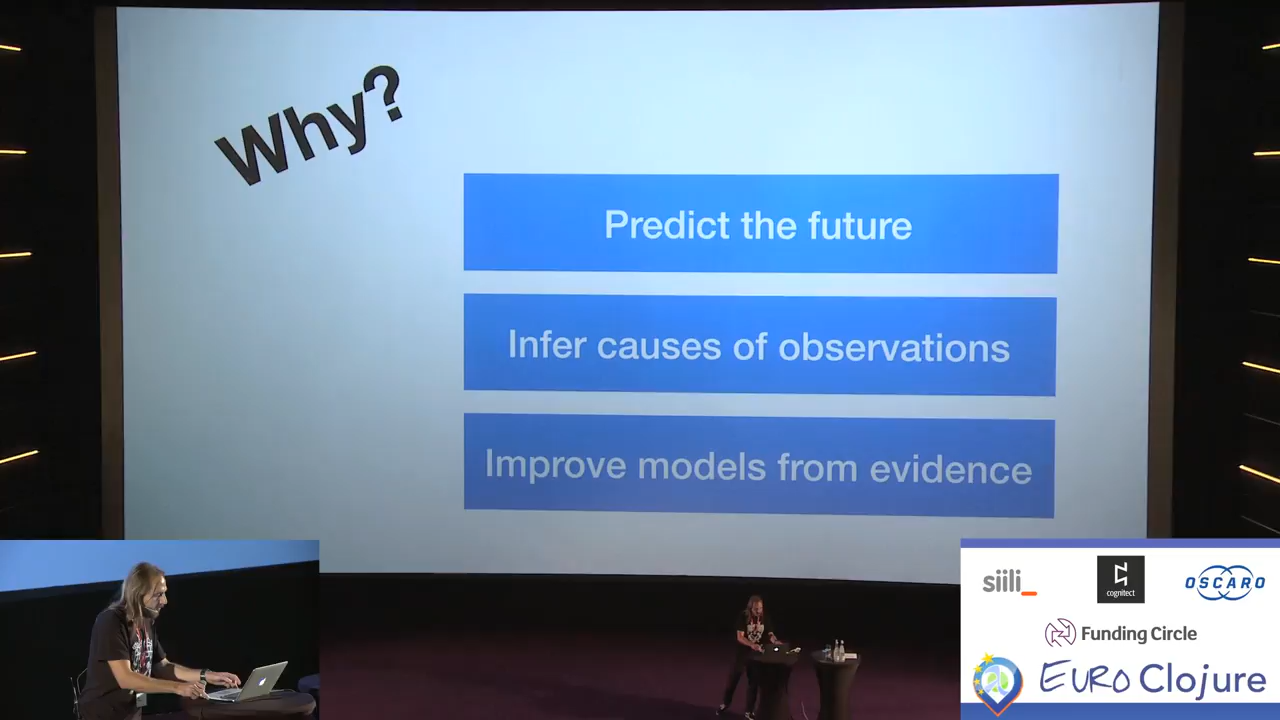 Why?
Predict the future
Infer causes of observations
Improve models from evidence
siili_
cognitect
OSCARO
Funding Circle
EURO Clojure